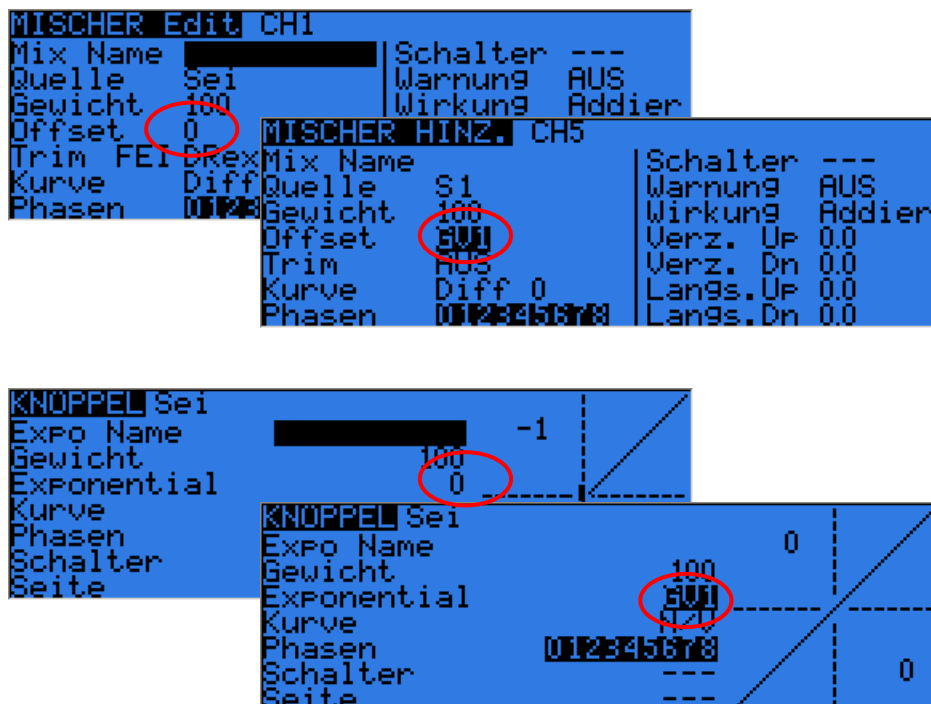 MISCHER Edit CH1
Mix Name
Schalter ---
Quelle Sei
Warnung AUS
Gewicht 100
Wirkung Addier
Offset 0
Trim FEI DRex
Kurve Diff
Phasen 0123
MISCHER HINZ. CH5
Mix Name
Schalter ---
Quelle S1
Warnung AUS
Gewicht 100
Wirkung Addier
Offset GV1
Verz. Up 0.0
Trim AUS
Verz. Dn 0.0
Kurve Diff 0
Langs.Up 0.0
Phasen 012345678
Langs.Dn 0.0
KNÜPPEL Sei
Expo Name
-1
Gewicht 100
Exponential 0
Kurve
Phasen
Schalter
Seite
KNÜPPEL Sei
Expo Name
0
Gewicht 100
Exponential GV1
Kurve N/V
Phasen 012345678
Schalter ---
0
Seite ---